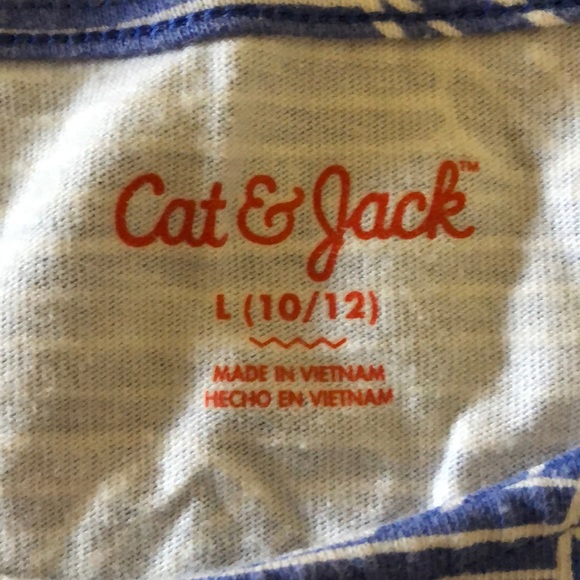 Cat & Jack™
L (10/12)
MADE IN VIETNAM
HECHO EN VIETNAM